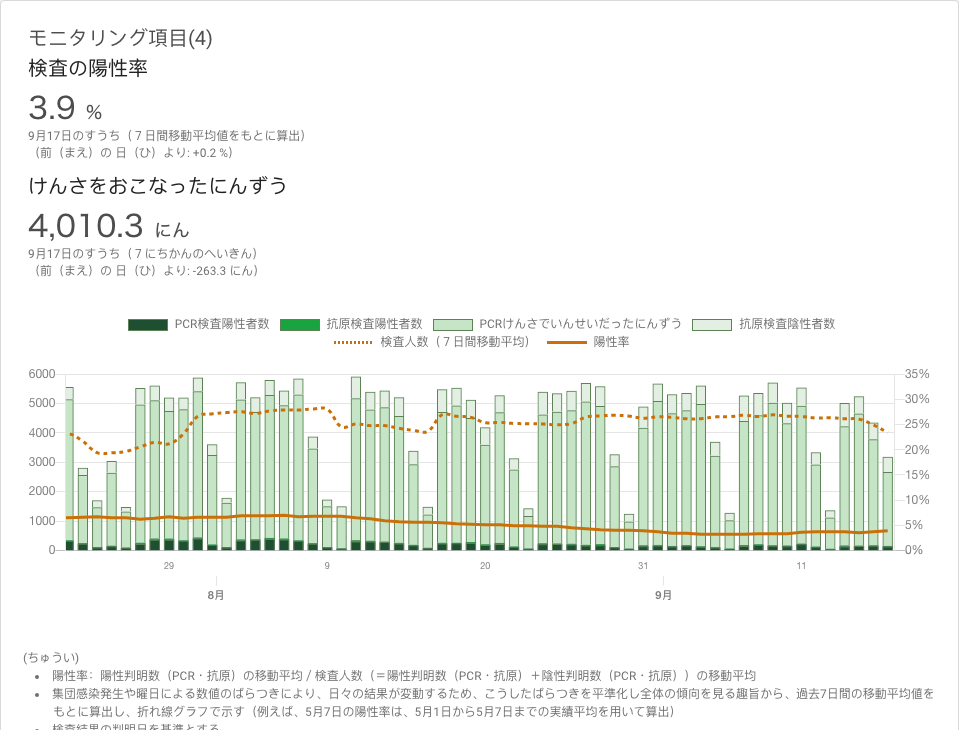 モニタリング項目(4)
検査の陽性率
3.9 %
9月17日のすうち（７日間移動平均値をもとに算出）
（前（まえ）の 日（ひ）より: +0.2 %）
けんさをおこなったにんずう
4,010.3 にん
9月17日のすうち（７にちかんのへいきん）
（前（まえ）の 日（ひ）より: -263.3 にん）
PCR検査陽性者数 抗原検査陽性者数 PCRけんさでいんせいだったにんずう 抗原検査陰性者数
検査人数（７日間移動平均） 陽性率
6000 35%
5000 30%
4000 25%
3000 20%
2000 15%
1000 10%
0 5%
0%
29 9 20 31 11
8月 9月
(ちゅうい)
• 陽性率：陽性判明数（PCR・抗原）の移動平均 / 検査人数（＝陽性判明数（PCR・抗原）＋陰性判明数（PCR・抗原））の移動平均
• 集団感染発生や曜日による数値のばらつきにより、日々の結果が変動するため、こうしたばらつきを平準化し全体の傾向を見る趣旨から、過去7日間の移動平均値を
もとに算出し、折れ線グラフで示す（例えば、5月7日の陽性率は、5月1日から5月7日までの実績平均を用いて算出）
• 検査結果の判明日を基準とする